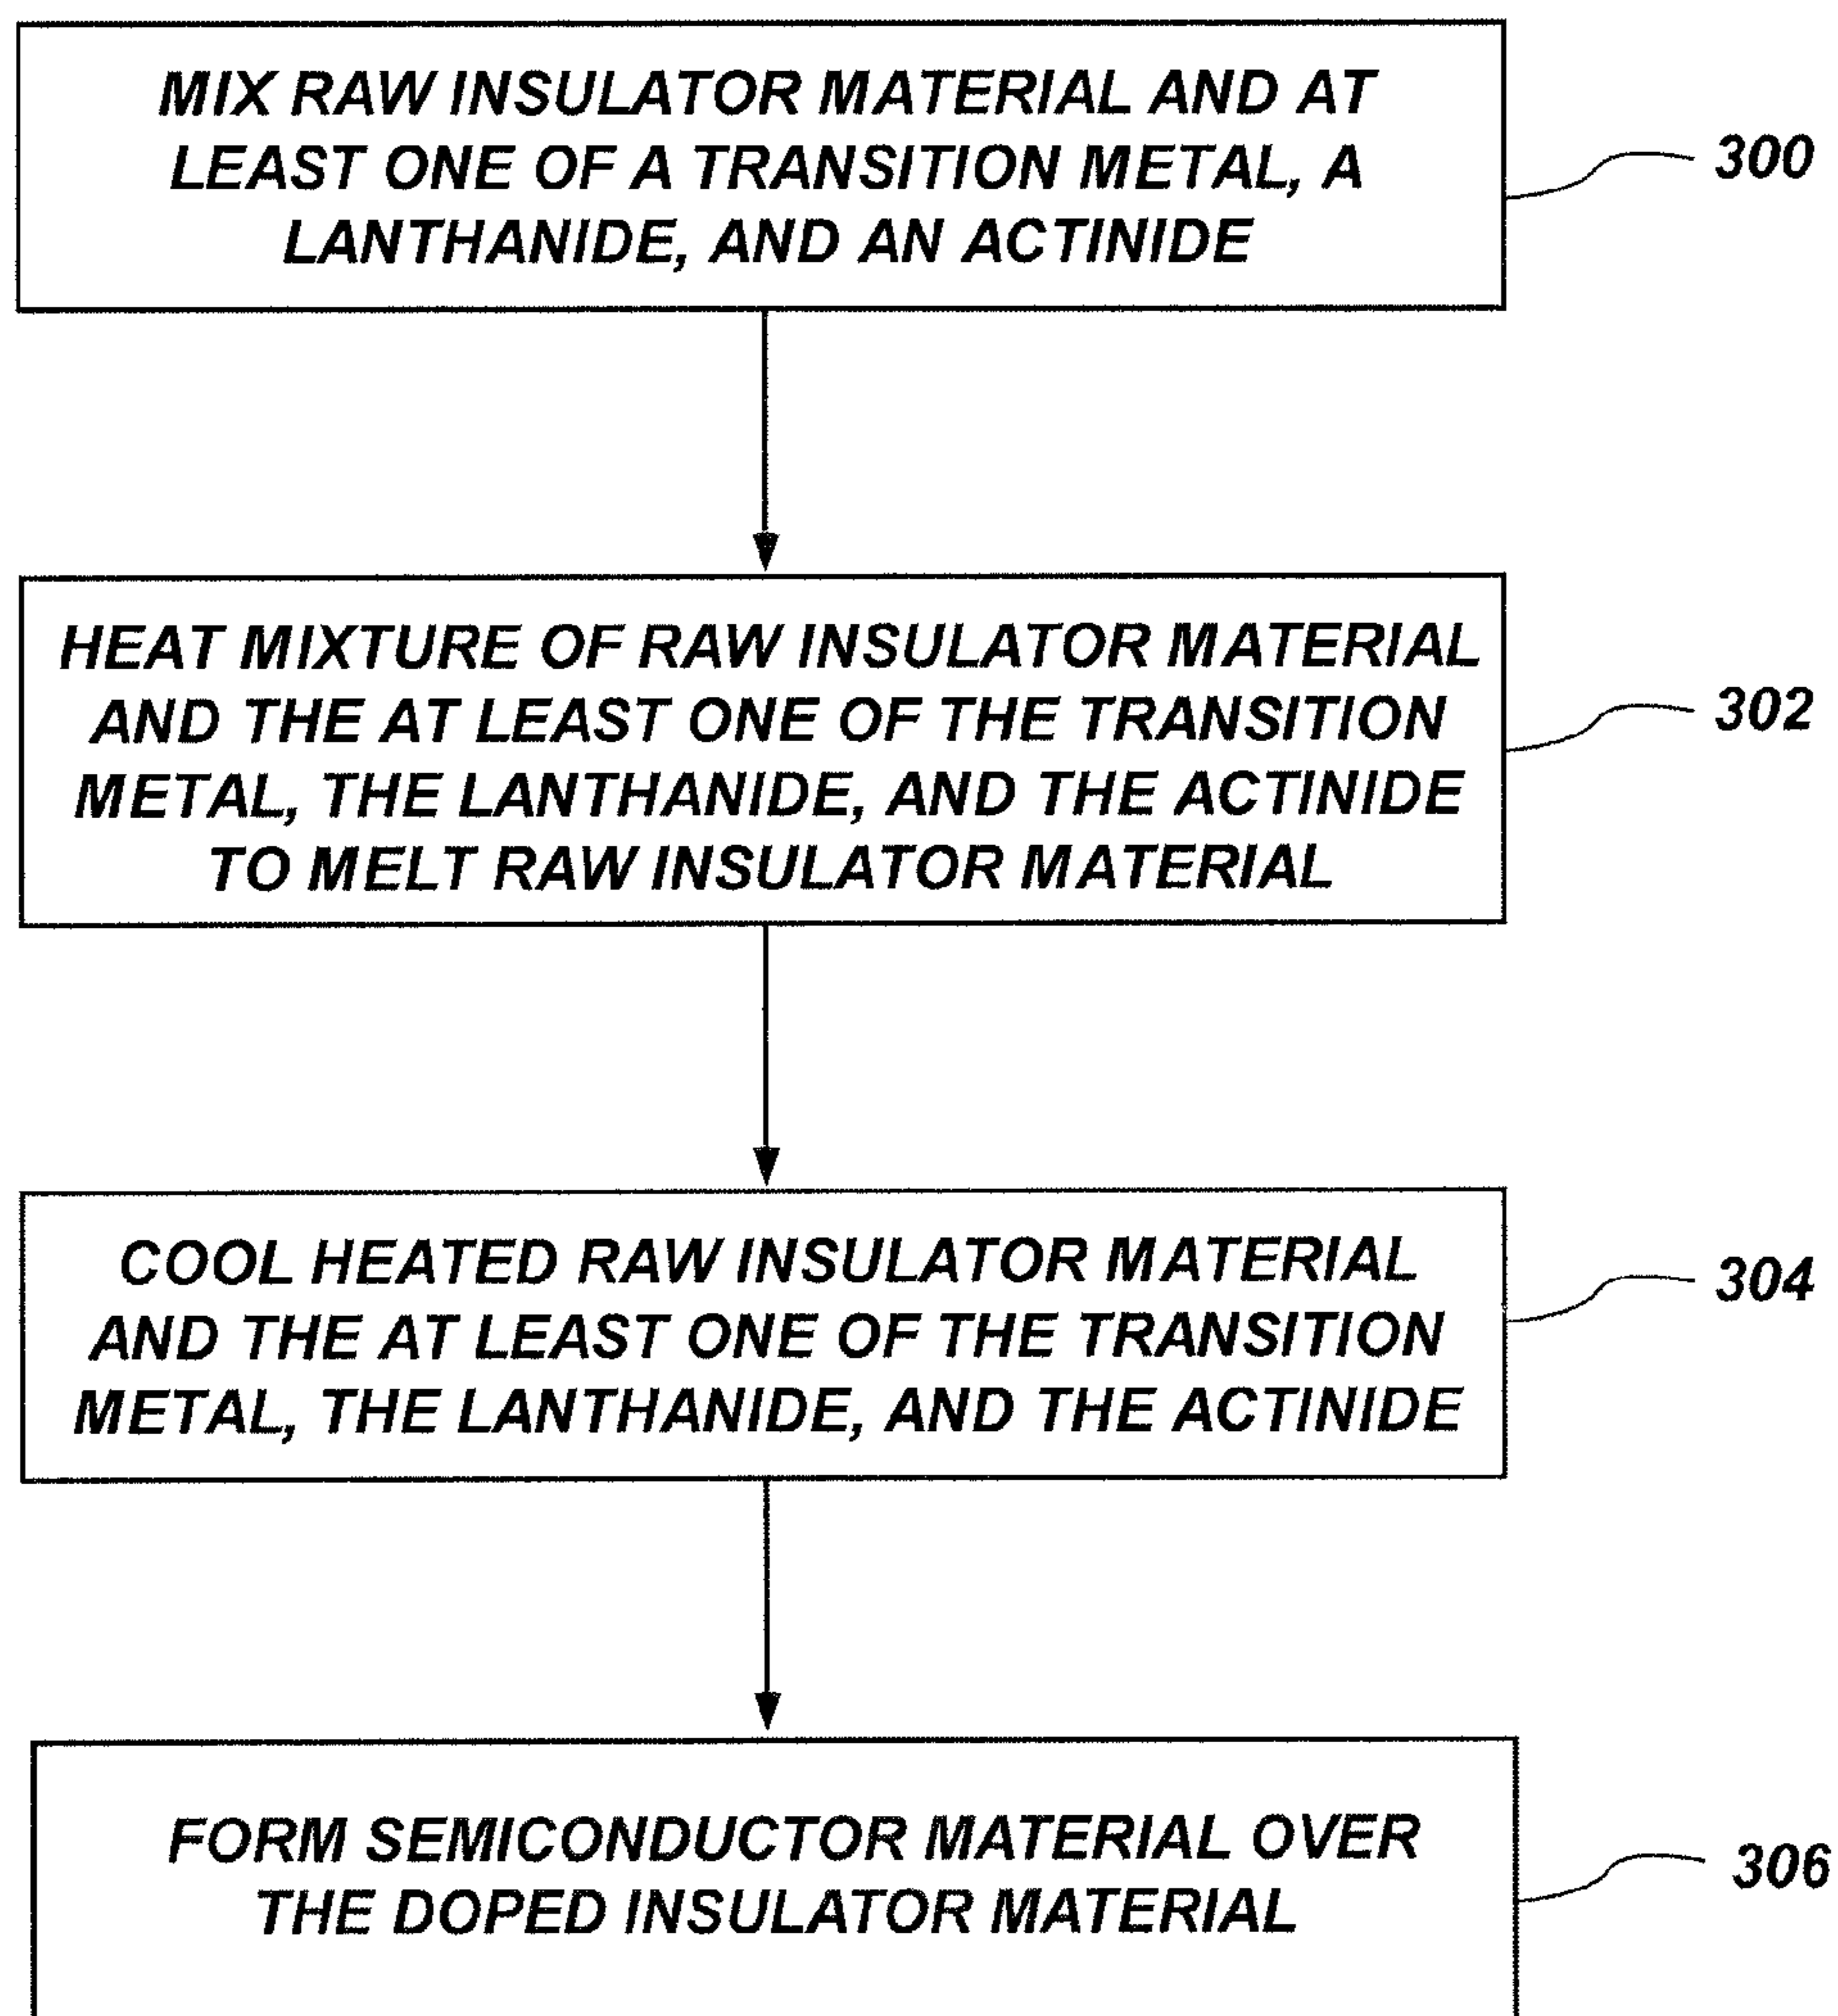 MIX RAW INSULATOR MATERIAL AND AT
LEAST ONE OF A TRANSITION METAL, A
LANTHANIDE, AND AN ACTINIDE
300
HEAT MIXTURE OF RAW INSULATOR MATERIAL
AND THE AT LEAST ONE OF THE TRANSITION
METAL, THE LANTHANIDE, AND THE ACTINIDE
TO MELT RAW INSULATOR MATERIAL
302
COOL HEATED RAW INSULATOR MATERIAL
AND THE AT LEAST ONE OF THE TRANSITION
METAL, THE LANTHANIDE, AND THE ACTINIDE
304
FORM SEMICONDUCTOR MATERIAL OVER
THE DOPED INSULATOR MATERIAL
306